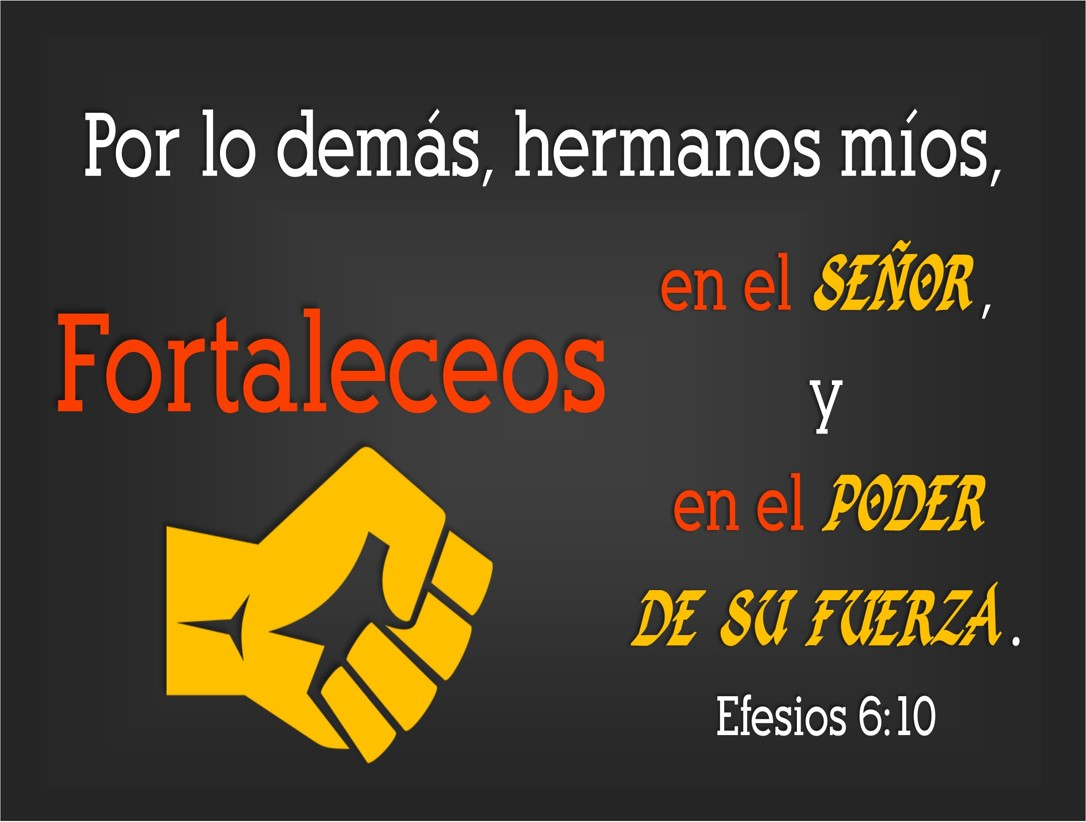 Por lo demás, hermanos míos,
Fortaleceos
en el SEÑOR,
y
en el PODER
DE SU FUERZA.
Efesios 6:10